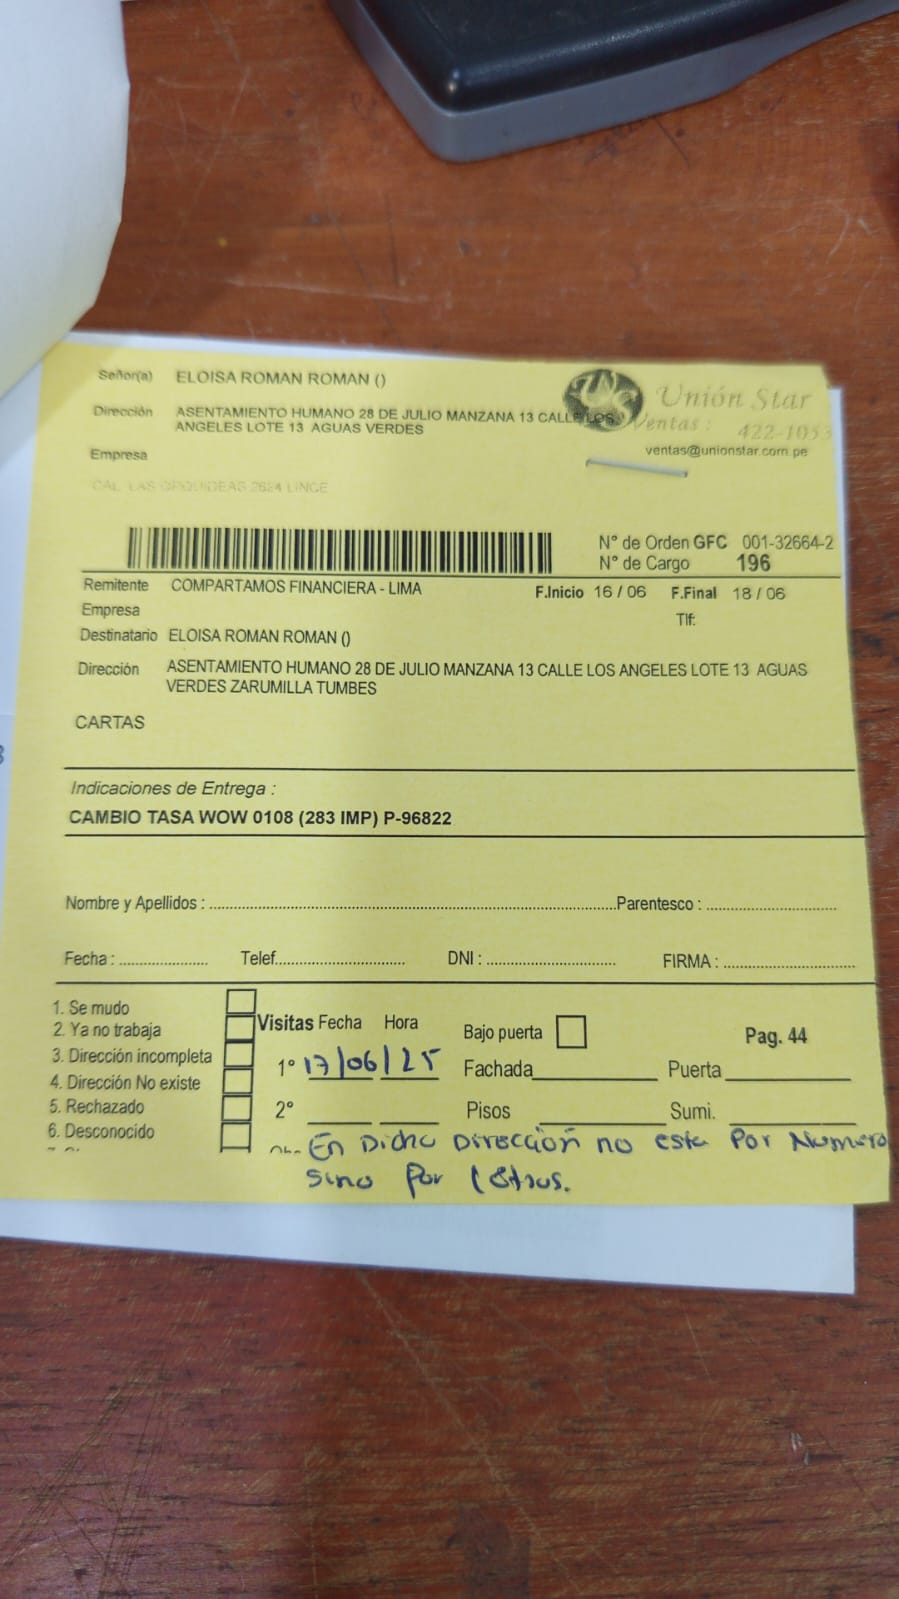 Señor(a) ELOISA ROMAN ROMAN ()
Unión Star
Dirección ASENTAMIENTO HUMANO 28 DE JULIO MANZANA 13 CALLE LOS
ANGELES LOTE 13 AGUAS VERDES
Ventas : 422-1053
Empresa
ventas@unionstar.com.pe
CAL. LAS ORQUIDEAS 2624 LINCE
N° de Orden GFC 001-32664-2
N° de Cargo 196
Remitente COMPARTAMOS FINANCIERA - LIMA
F.Inicio 16 / 06 F.Final 18 / 06
Empresa
Tlf:
Destinatario ELOISA ROMAN ROMAN ()
Dirección ASENTAMIENTO HUMANO 28 DE JULIO MANZANA 13 CALLE LOS ANGELES LOTE 13 AGUAS
VERDES ZARUMILLA TUMBES
CARTAS
Indicaciones de Entrega :
CAMBIO TASA WOW 0108 (283 IMP) P-96822
Nombre y Apellidos : Parentesco :
Fecha : Telef. DNI : FIRMA :
1. Se mudo
2. Ya no trabaja
3. Dirección incompleta
4. Dirección No existe
5. Rechazado
6. Desconocido
Visitas Fecha Hora
1° 17/06/25
2°
Bajo puerta Pag. 44
Fachada Puerta
Pisos Sumi.
En Dicha Dirección no esta Por Numero
sino por letras.